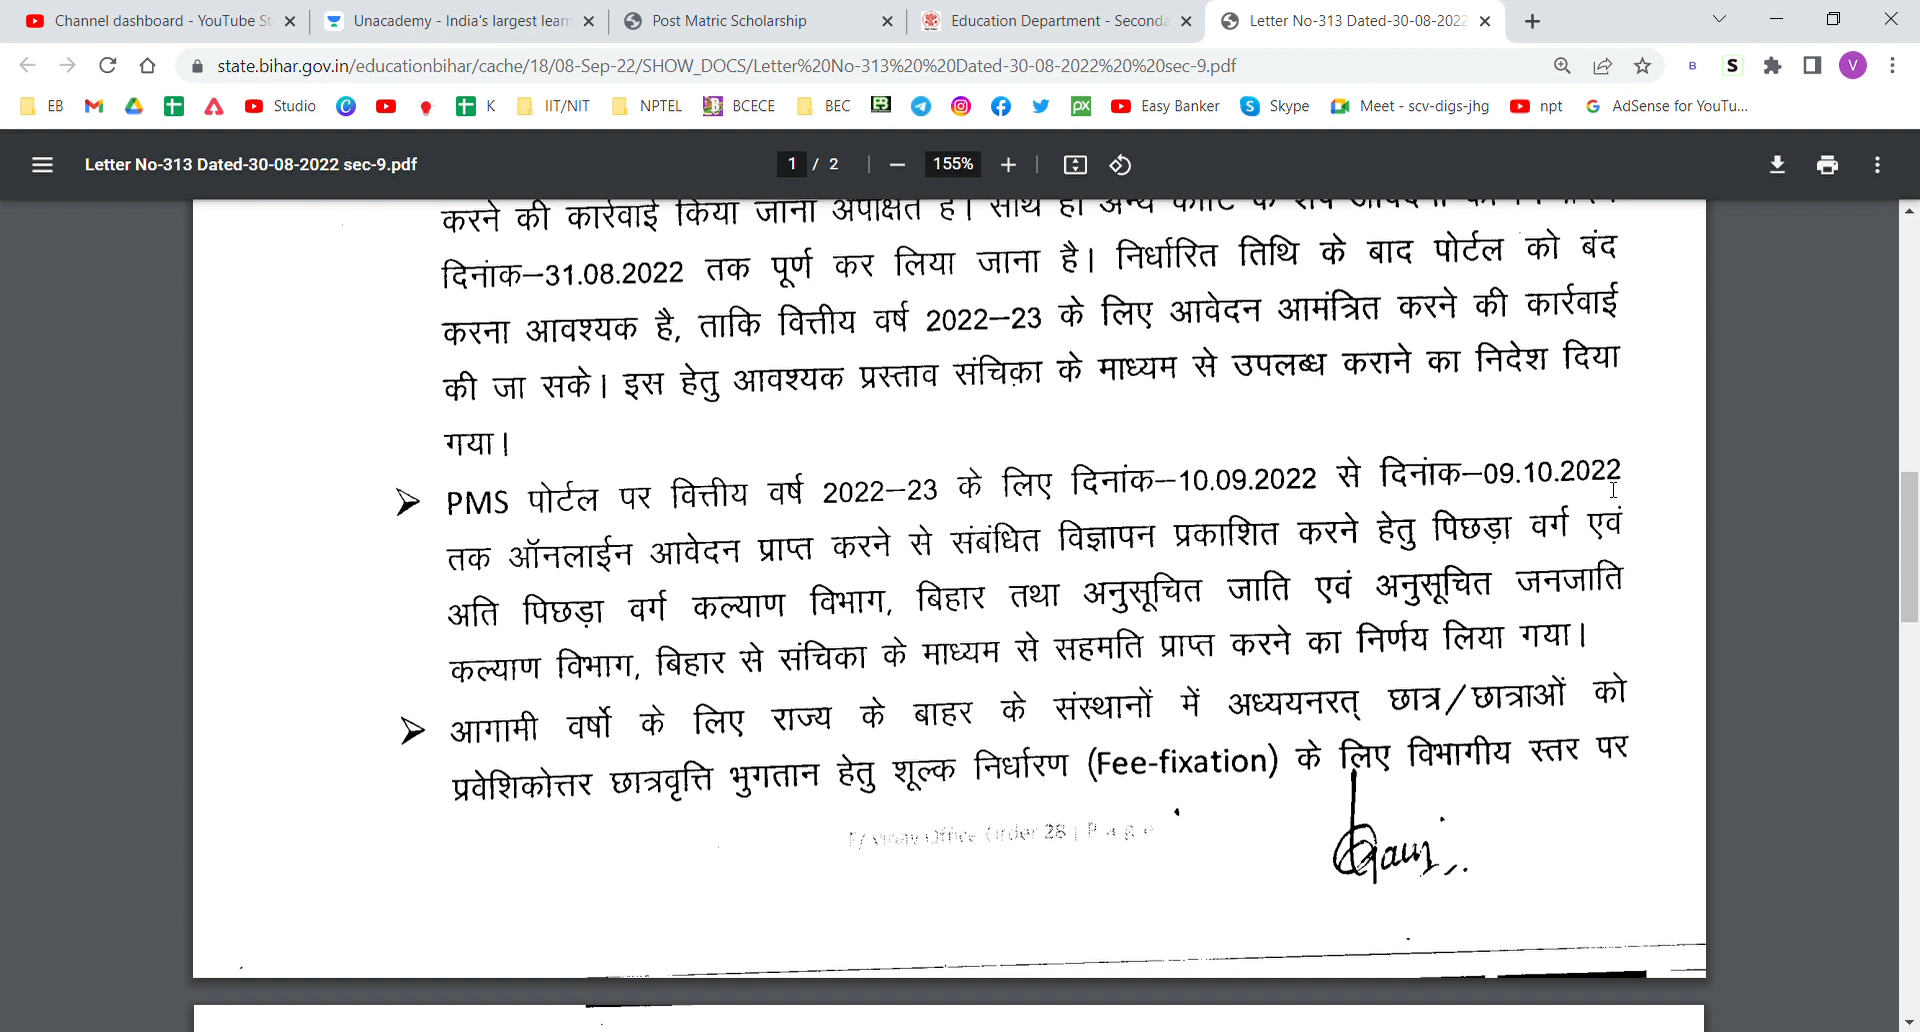 Channel dashboard - YouTube St
Unacademy - India's largest learn
Post Matric Scholarship
Education Department - Seconda
Letter No-313 Dated-30-08-2022
state.bihar.gov.in/educationbihar/cache/18/08-Sep-22/SHOW_DOCS/Letter%20No-313%20%20Dated-30-08-2022%20%20sec-9.pdf
B S V
EB Studio K IIT/NIT NPTEL BCECE BEC Easy Banker Skype Meet - scv-digs-jhg npt AdSense for YouTu...
Letter No-313 Dated-30-08-2022 sec-9.pdf
1 / 2
155%
करने की कार्रवाई किया जाना अपेक्षित है। साथ ही अन्य कोटि के शेष
दिनांक–31.08.2022 तक पूर्ण कर लिया जाना है। निर्धारित तिथि के बाद पोर्टल को बंद
करना आवश्यक है, ताकि वित्तीय वर्ष 2022–23 के लिए आवेदन आमंत्रित करने की कार्रवाई
की जा सके। इस हेतु आवश्यक प्रस्ताव संचिका के माध्यम से उपलब्ध कराने का निदेश दिया
गया।
➢ PMS पोर्टल पर वित्तीय वर्ष 2022–23 के लिए दिनांक–10.09.2022 से दिनांक–09.10.2022
तक ऑनलाईन आवेदन प्राप्त करने से संबंधित विज्ञापन प्रकाशित करने हेतु पिछड़ा वर्ग एवं
अति पिछड़ा वर्ग कल्याण विभाग, बिहार तथा अनुसूचित जाति एवं अनुसूचित जनजाति
कल्याण विभाग, बिहार से संचिका के माध्यम से सहमति प्राप्त करने का निर्णय लिया गया।
➢ आगामी वर्षो के लिए राज्य के बाहर के संस्थानों में अध्ययनरत् छात्र/छात्राओं को
प्रवेशिकोत्तर छात्रवृत्ति भुगतान हेतु शूल्क निर्धारण (Fee-fixation) के लिए विभागीय स्तर पर
Office Order 28 | P a g e